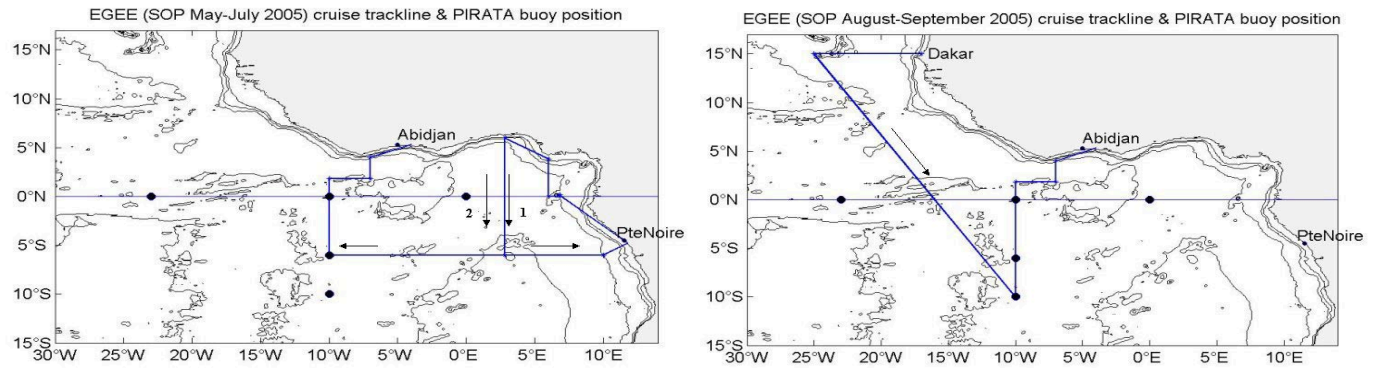 EGEE (SOP May-July 2005) cruise trackline & PIRATA buoy position
15°N
10°N
5°N
0°N
5°S
10°S
15°S
Abidjan
2
1
PteNoire
30°W 25°W 20°W 15°W 10°W 5°W 0°E 5°E 10°E
EGEE (SOP August-September 2005) cruise trackline & PIRATA buoy position
15°N
10°N
5°N
0°N
5°S
10°S
15°S
Dakar
Abidjan
PteNoire
30°W 25°W 20°W 15°W 10°W 5°W 0°E 5°E 10°E